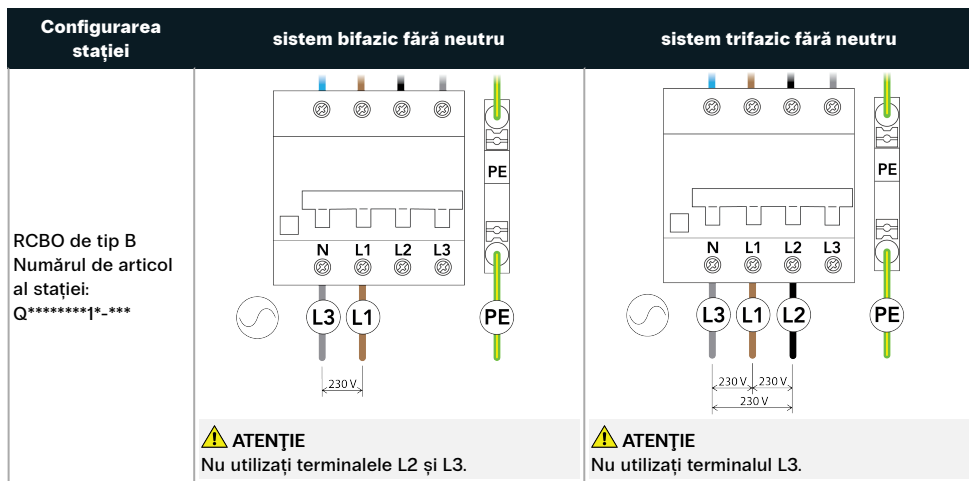 Configurarea
stației
sistem bifazic fără neutru
sistem trifazic fără neutru
RCBO de tip B
Numărul de articol
al stației:
Q********1*-***
PE
N L1 L2 L3
L3 L1 PE
230 V
ATENŢIE
Nu utilizați terminalele L2 și L3.
PE
N L1 L2 L3
L3 L1 L2 PE
230 V 230 V
230 V
ATENŢIE
Nu utilizați terminalul L3.